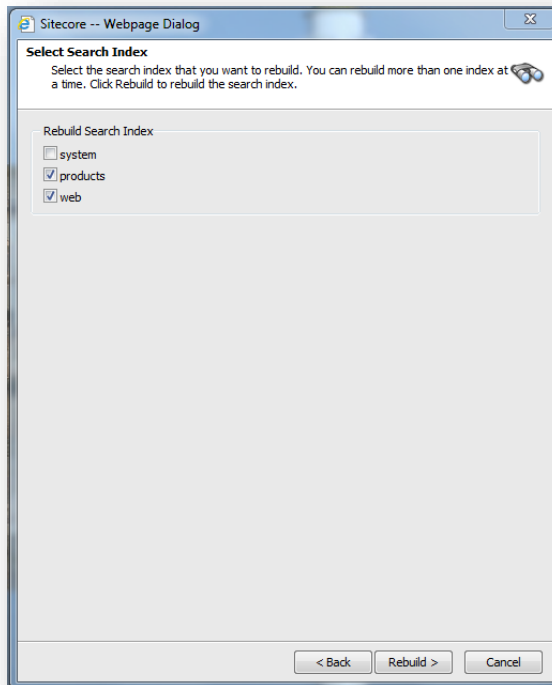 Sitecore -- Webpage Dialog
Select Search Index
Select the search index that you want to rebuild. You can rebuild more than one index at
a time. Click Rebuild to rebuild the search index.
Rebuild Search Index
system
products
web
< Back
Rebuild >
Cancel